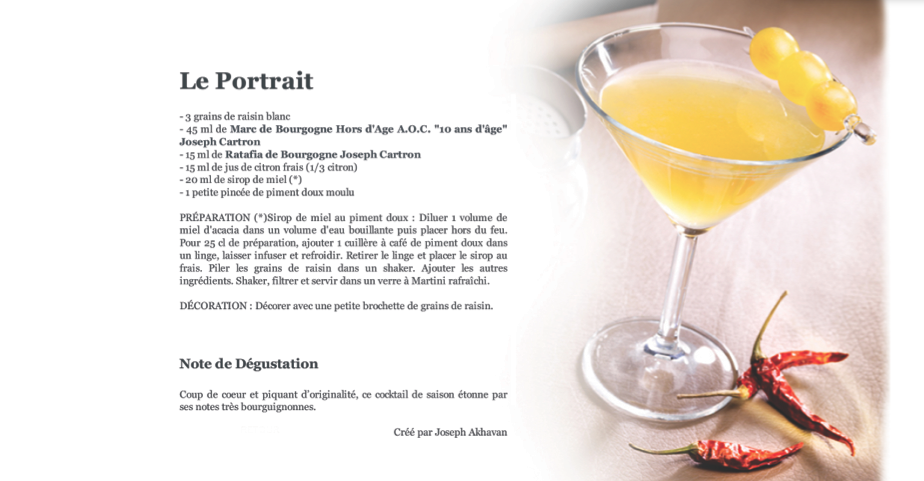 Le Portrait
- 3 grains de raisin blanc
- 45 ml de Marc de Bourgogne Hors d'Age A.O.C. "10 ans d'âge"
Joseph Cartron
- 15 ml de Ratafia de Bourgogne Joseph Cartron
- 15 ml de jus de citron frais (1/3 citron)
- 20 ml de sirop de miel (*)
- 1 petite pincée de piment doux moulu
PRÉPARATION (*)Sirop de miel au piment doux : Diluer 1 volume de
miel d'acacia dans un volume d'eau bouillante puis placer hors du feu.
Pour 25 cl de préparation, ajouter 1 cuillère à café de piment doux dans
un linge, laisser infuser et refroidir. Retirer le linge et placer le sirop au
frais. Piler les grains de raisin dans un shaker. Ajouter les autres
ingrédients. Shaker, filtrer et servir dans un verre à Martini rafraîchi.
DÉCORATION : Décorer avec une petite brochette de grains de raisin.
Note de Dégustation
Coup de coeur et piquant d'originalité, ce cocktail de saison étonne par
ses notes très bourguignonnes.
Créé par Joseph Akhavan